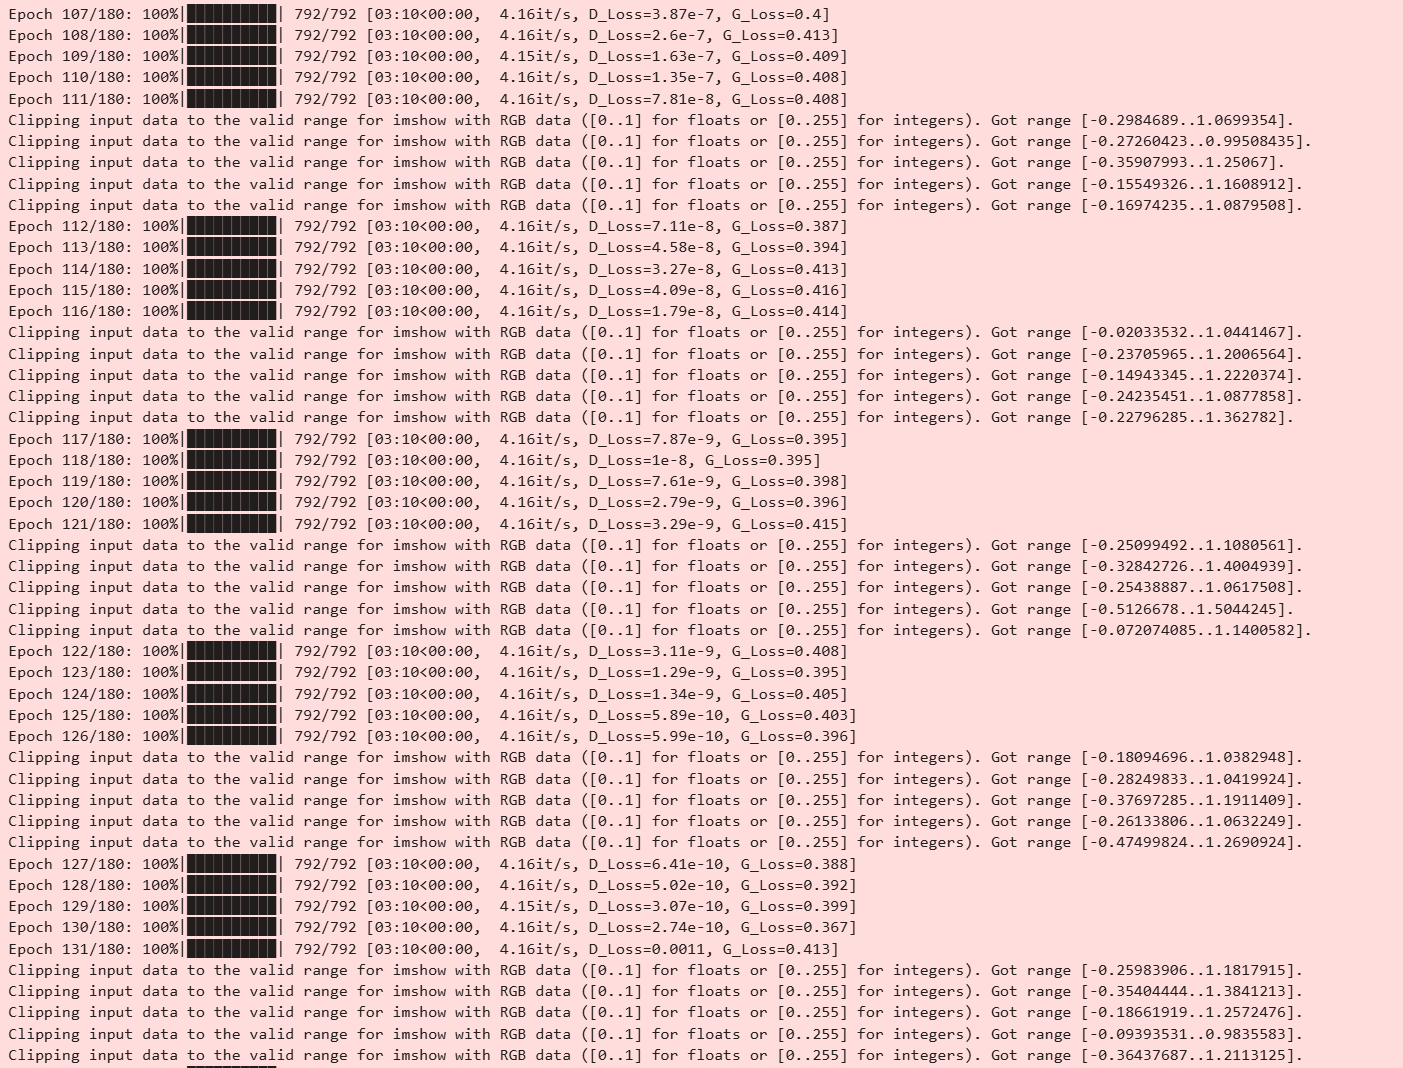 Epoch 107/180: 100%|██████████| 792/792 [03:10<00:00,  4.16it/s, D_Loss=3.87e-7, G_Loss=0.4]
Epoch 108/180: 100%|██████████| 792/792 [03:10<00:00,  4.16it/s, D_Loss=2.6e-7, G_Loss=0.413]
Epoch 109/180: 100%|██████████| 792/792 [03:10<00:00,  4.15it/s, D_Loss=1.63e-7, G_Loss=0.409]
Epoch 110/180: 100%|██████████| 792/792 [03:10<00:00,  4.16it/s, D_Loss=1.35e-7, G_Loss=0.408]
Epoch 111/180: 100%|██████████| 792/792 [03:10<00:00,  4.16it/s, D_Loss=7.81e-8, G_Loss=0.408]
Clipping input data to the valid range for imshow with RGB data ([0..1] for floats or [0..255] for integers). Got range [-0.2984689..1.0699354].
Clipping input data to the valid range for imshow with RGB data ([0..1] for floats or [0..255] for integers). Got range [-0.27260423..0.99508435].
Clipping input data to the valid range for imshow with RGB data ([0..1] for floats or [0..255] for integers). Got range [-0.35907993..1.25067].
Clipping input data to the valid range for imshow with RGB data ([0..1] for floats or [0..255] for integers). Got range [-0.15549326..1.1608912].
Clipping input data to the valid range for imshow with RGB data ([0..1] for floats or [0..255] for integers). Got range [-0.16974235..1.0879508].
Epoch 112/180: 100%|██████████| 792/792 [03:10<00:00,  4.16it/s, D_Loss=7.11e-8, G_Loss=0.387]
Epoch 113/180: 100%|██████████| 792/792 [03:10<00:00,  4.16it/s, D_Loss=4.58e-8, G_Loss=0.394]
Epoch 114/180: 100%|██████████| 792/792 [03:10<00:00,  4.16it/s, D_Loss=3.27e-8, G_Loss=0.413]
Epoch 115/180: 100%|██████████| 792/792 [03:10<00:00,  4.16it/s, D_Loss=4.09e-8, G_Loss=0.416]
Epoch 116/180: 100%|██████████| 792/792 [03:10<00:00,  4.16it/s, D_Loss=1.79e-8, G_Loss=0.414]
Clipping input data to the valid range for imshow with RGB data ([0..1] for floats or [0..255] for integers). Got range [-0.02033532..1.0441467].
Clipping input data to the valid range for imshow with RGB data ([0..1] for floats or [0..255] for integers). Got range [-0.23705965..1.2006564].
Clipping input data to the valid range for imshow with RGB data ([0..1] for floats or [0..255] for integers). Got range [-0.14943345..1.2220374].
Clipping input data to the valid range for imshow with RGB data ([0..1] for floats or [0..255] for integers). Got range [-0.24235451..1.0877858].
Clipping input data to the valid range for imshow with RGB data ([0..1] for floats or [0..255] for integers). Got range [-0.22796285..1.362782].
Epoch 117/180: 100%|██████████| 792/792 [03:10<00:00,  4.16it/s, D_Loss=7.87e-9, G_Loss=0.395]
Epoch 118/180: 100%|██████████| 792/792 [03:10<00:00,  4.16it/s, D_Loss=1e-8, G_Loss=0.395]
Epoch 119/180: 100%|██████████| 792/792 [03:10<00:00,  4.16it/s, D_Loss=7.61e-9, G_Loss=0.398]
Epoch 120/180: 100%|██████████| 792/792 [03:10<00:00,  4.16it/s, D_Loss=2.79e-9, G_Loss=0.396]
Epoch 121/180: 100%|██████████| 792/792 [03:10<00:00,  4.16it/s, D_Loss=3.29e-9, G_Loss=0.415]
Clipping input data to the valid range for imshow with RGB data ([0..1] for floats or [0..255] for integers). Got range [-0.25099492..1.1080561].
Clipping input data to the valid range for imshow with RGB data ([0..1] for floats or [0..255] for integers). Got range [-0.32842726..1.4004939].
Clipping input data to the valid range for imshow with RGB data ([0..1] for floats or [0..255] for integers). Got range [-0.25438887..1.0617508].
Clipping input data to the valid range for imshow with RGB data ([0..1] for floats or [0..255] for integers). Got range [-0.5126678..1.5044245].
Clipping input data to the valid range for imshow with RGB data ([0..1] for floats or [0..255] for integers). Got range [-0.072074085..1.1400582].
Epoch 122/180: 100%|██████████| 792/792 [03:10<00:00,  4.16it/s, D_Loss=3.11e-9, G_Loss=0.408]
Epoch 123/180: 100%|██████████| 792/792 [03:10<00:00,  4.16it/s, D_Loss=1.29e-9, G_Loss=0.395]
Epoch 124/180: 100%|██████████| 792/792 [03:10<00:00,  4.16it/s, D_Loss=1.34e-9, G_Loss=0.405]
Epoch 125/180: 100%|██████████| 792/792 [03:10<00:00,  4.16it/s, D_Loss=5.89e-10, G_Loss=0.403]
Epoch 126/180: 100%|██████████| 792/792 [03:10<00:00,  4.16it/s, D_Loss=5.99e-10, G_Loss=0.396]
Clipping input data to the valid range for imshow with RGB data ([0..1] for floats or [0..255] for integers). Got range [-0.18094696..1.0382948].
Clipping input data to the valid range for imshow with RGB data ([0..1] for floats or [0..255] for integers). Got range [-0.28249833..1.0419924].
Clipping input data to the valid range for imshow with RGB data ([0..1] for floats or [0..255] for integers). Got range [-0.37697285..1.1911409].
Clipping input data to the valid range for imshow with RGB data ([0..1] for floats or [0..255] for integers). Got range [-0.26133806..1.0632249].
Clipping input data to the valid range for imshow with RGB data ([0..1] for floats or [0..255] for integers). Got range [-0.47499824..1.2690924].
Epoch 127/180: 100%|██████████| 792/792 [03:10<00:00,  4.16it/s, D_Loss=6.41e-10, G_Loss=0.388]
Epoch 128/180: 100%|██████████| 792/792 [03:10<00:00,  4.16it/s, D_Loss=5.02e-10, G_Loss=0.392]
Epoch 129/180: 100%|██████████| 792/792 [03:10<00:00,  4.15it/s, D_Loss=3.07e-10, G_Loss=0.399]
Epoch 130/180: 100%|██████████| 792/792 [03:10<00:00,  4.16it/s, D_Loss=2.74e-10, G_Loss=0.367]
Epoch 131/180: 100%|██████████| 792/792 [03:10<00:00,  4.16it/s, D_Loss=0.0011, G_Loss=0.413]
Clipping input data to the valid range for imshow with RGB data ([0..1] for floats or [0..255] for integers). Got range [-0.25983906..1.1817915].
Clipping input data to the valid range for imshow with RGB data ([0..1] for floats or [0..255] for integers). Got range [-0.35404444..1.3841213].
Clipping input data to the valid range for imshow with RGB data ([0..1] for floats or [0..255] for integers). Got range [-0.18661919..1.2572476].
Clipping input data to the valid range for imshow with RGB data ([0..1] for floats or [0..255] for integers). Got range [-0.09393531..0.9835583].
Clipping input data to the valid range for imshow with RGB data ([0..1] for floats or [0..255] for integers). Got range [-0.36437687..1.2113125].